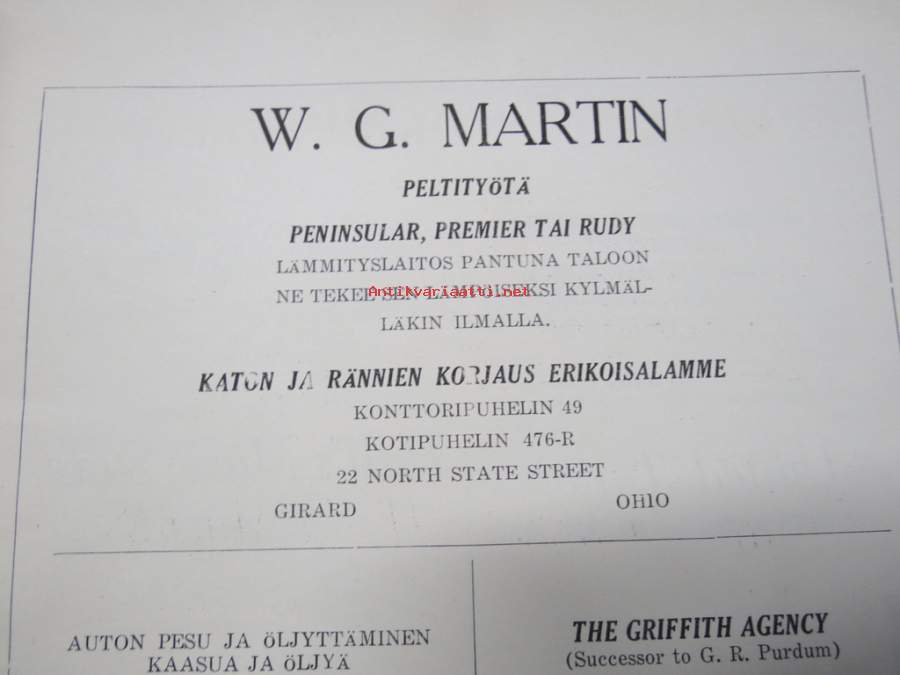 W. G. MARTIN
PELTITYÖTÄ
PENINSULAR, PREMIER TAI RUDY
LÄMMITYSLAITOS PANTUNA TALOON
NE TEKEE SEN LÄMPÖISEKSI KYLMÄL-
Antikvariaatti.net
LÄKIN ILMALLA.
KATON JA RÄNNIEN KORJAUS ERIKOISALAMME
KONTTORIPUHELIN 49
KOTIPUHELIN 476-R
22 NORTH STATE STREET
GIRARD OHIO
AUTON PESU JA ÖLJYTTÄMINEN
KAASUA JA ÖLJYÄ
THE GRIFFITH AGENCY
(Successor to G. R. Purdum)